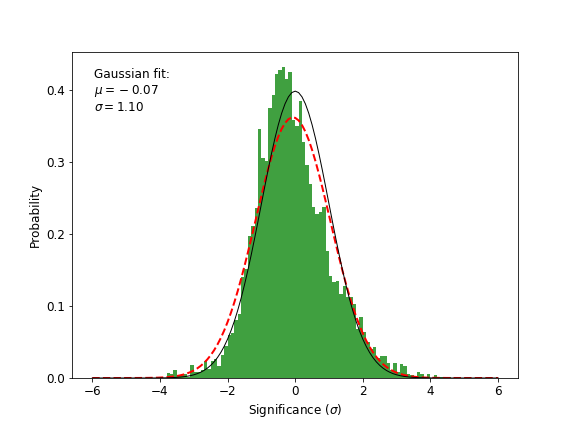 Gaussian fit:
μ = −0.07
σ = 1.10
0.4
0.3
0.2
0.1
0.0
Probability
−6
−4
−2
0
2
4
6
Significance (σ)